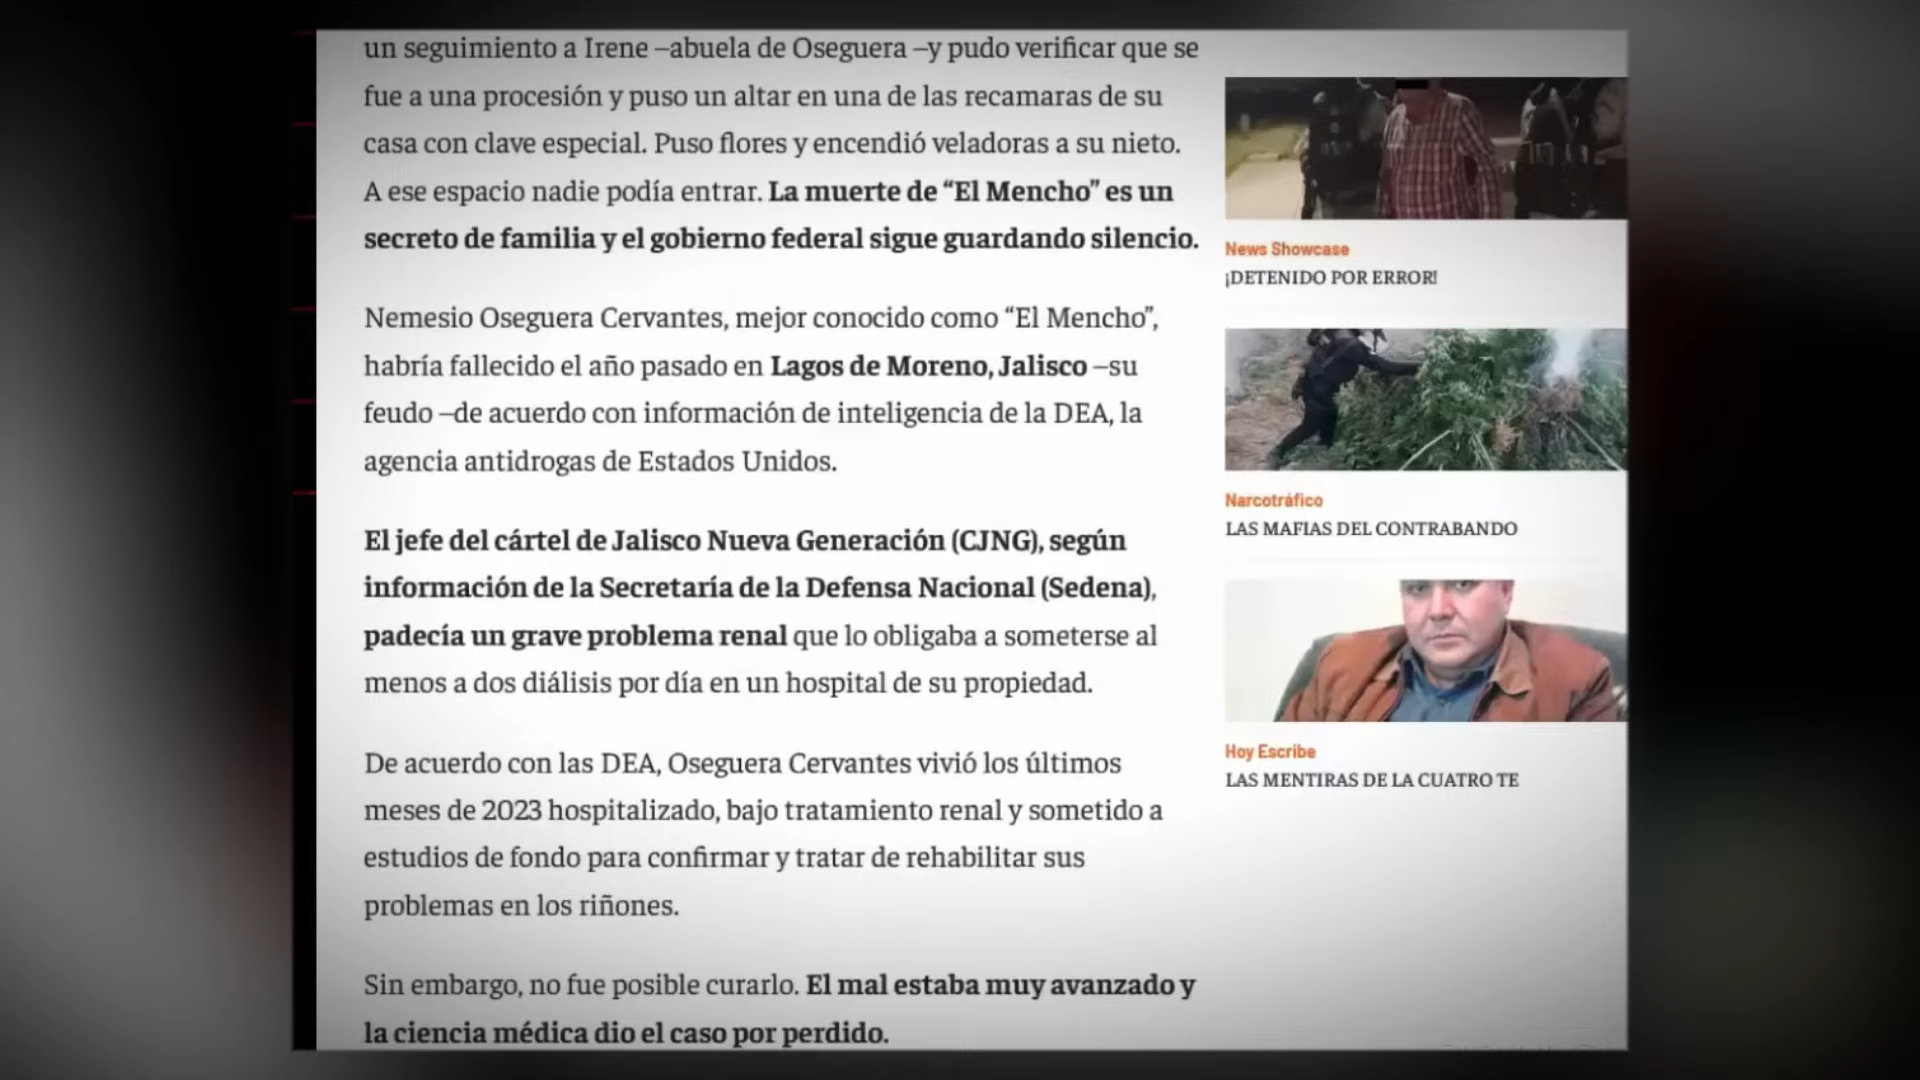 un seguimiento a Irene –abuela de Oseguera –y pudo verificar que se
fue a una procesión y puso un altar en una de las recamaras de su
casa con clave especial. Puso flores y encendió veladoras a su nieto.
A ese espacio nadie podía entrar. La muerte de “El Mencho” es un
secreto de familia y el gobierno federal sigue guardando silencio.
Nemesio Oseguera Cervantes, mejor conocido como “El Mencho”,
habría fallecido el año pasado en Lagos de Moreno, Jalisco –su
feudo –de acuerdo con información de inteligencia de la DEA, la
agencia antidrogas de Estados Unidos.
El jefe del cártel de Jalisco Nueva Generación (CJNG), según
información de la Secretaría de la Defensa Nacional (Sedena),
padecía un grave problema renal que lo obligaba a someterse al
menos a dos diálisis por día en un hospital de su propiedad.
De acuerdo con las DEA, Oseguera Cervantes vivió los últimos
meses de 2023 hospitalizado, bajo tratamiento renal y sometido a
estudios de fondo para confirmar y tratar de rehabilitar sus
problemas en los riñones.
Sin embargo, no fue posible curarlo. El mal estaba muy avanzado y
la ciencia médica dio el caso por perdido.
News Showcase
¡DETENIDO POR ERROR!
Narcotráfico
LAS MAFIAS DEL CONTRABANDO
Hoy Escribe
LAS MENTIRAS DE LA CUATRO TE